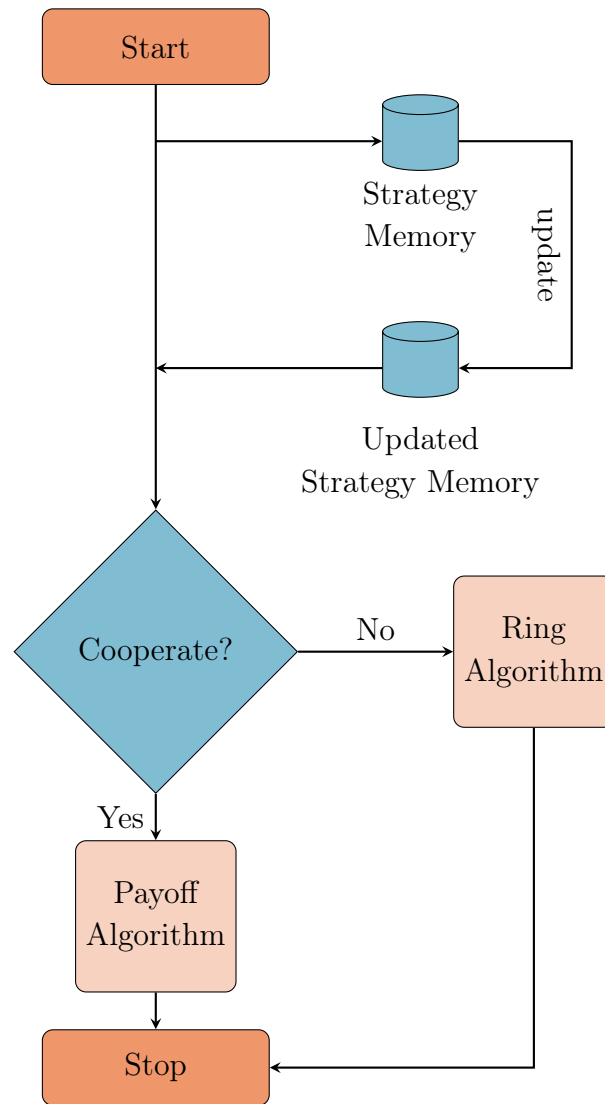 Start
Strategy
Memory
update
Updated
Strategy Memory
Cooperate?
No
Ring
Algorithm
Yes
Payoff
Algorithm
Stop